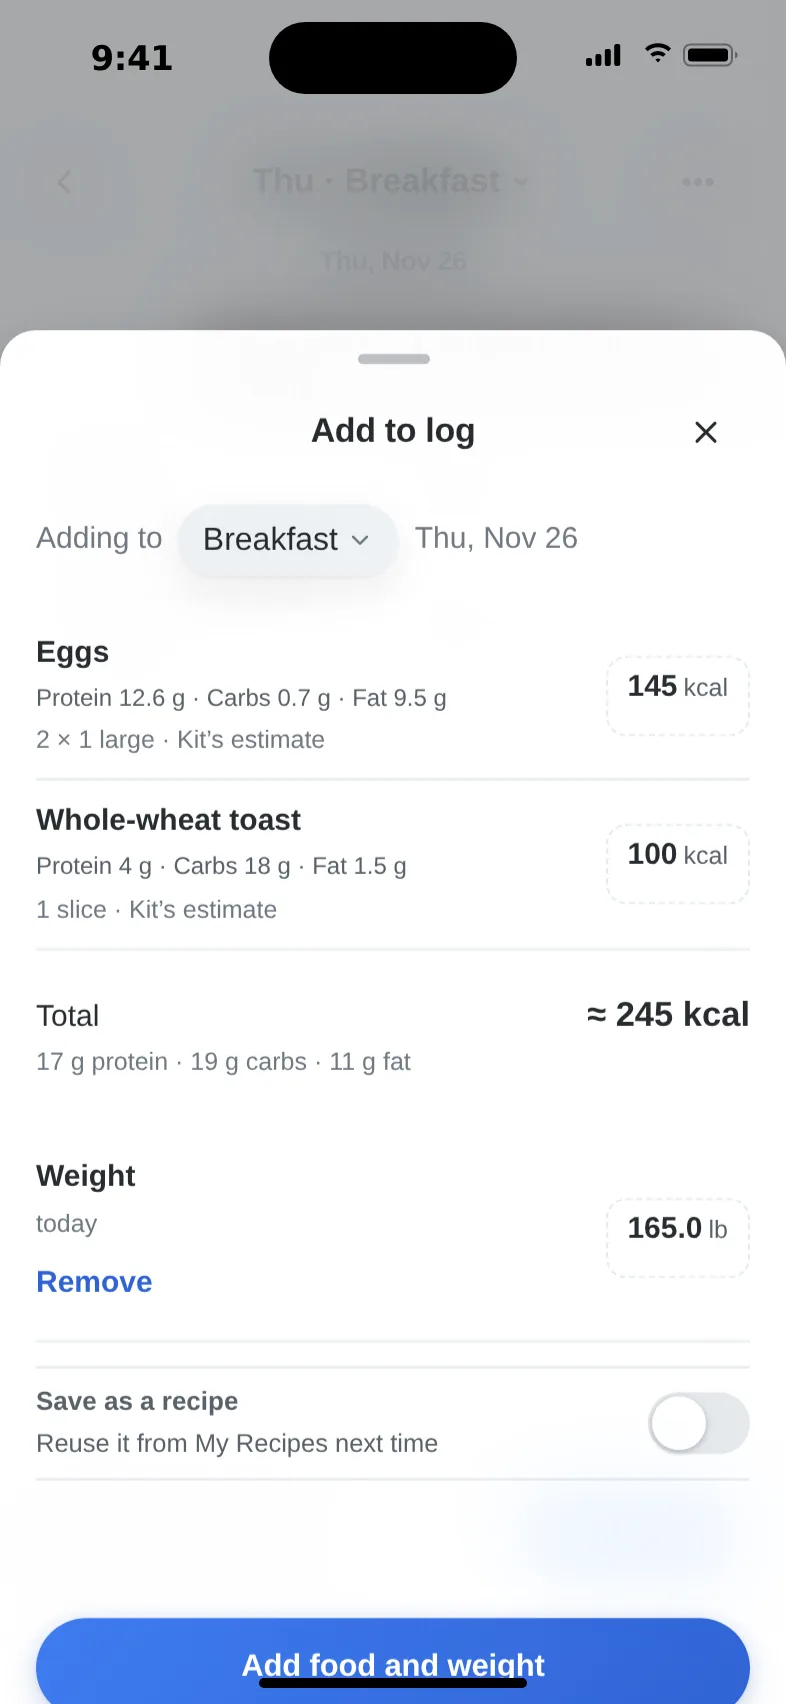 9:41
Thu · Breakfast
Thu, Nov 26
Add to log
Adding to Breakfast Thu, Nov 26
Eggs
Protein 12.6 g · Carbs 0.7 g · Fat 9.5 g
2 × 1 large · Kit’s estimate
145 kcal
Whole-wheat toast
Protein 4 g · Carbs 18 g · Fat 1.5 g
1 slice · Kit’s estimate
100 kcal
Total
≈ 245 kcal
17 g protein · 19 g carbs · 11 g fat
Weight
today
165.0 lb
Remove
Save as a recipe
Reuse it from My Recipes next time
Add food and weight